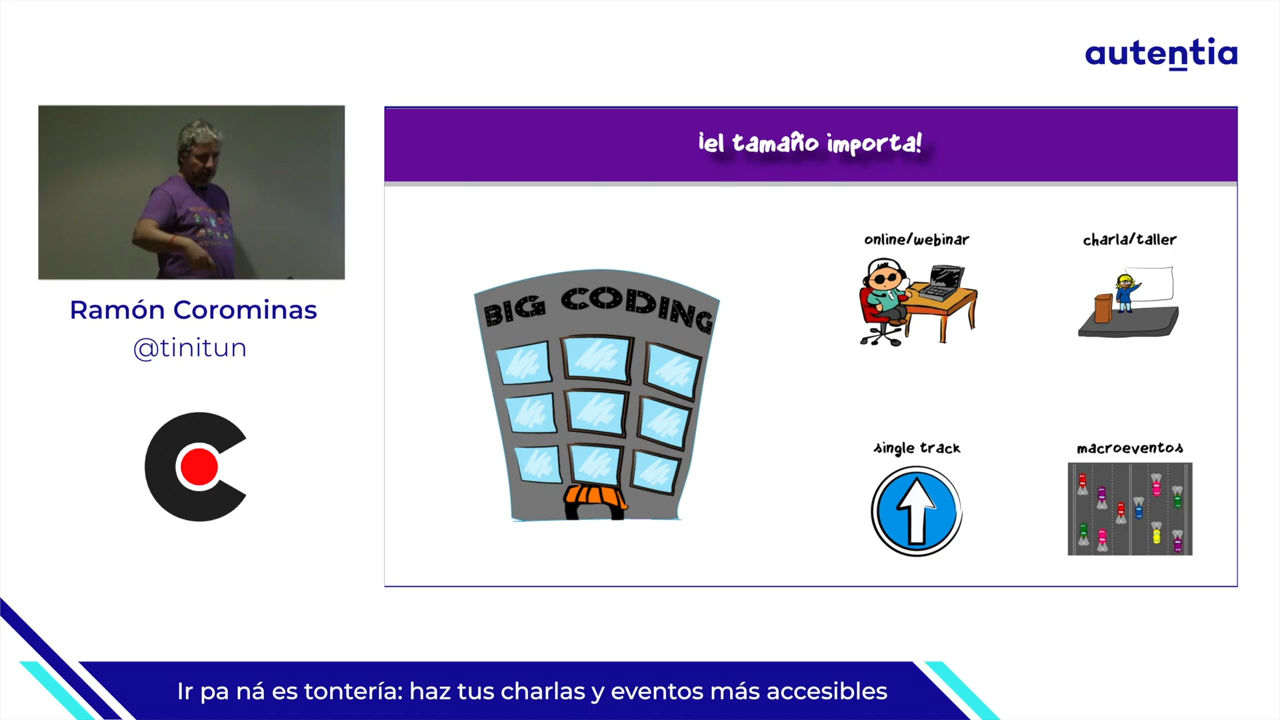 autentia
¡el tamaño importa!
online/webinar
charla/taller
BIG CODING
single track
macroeventos
Ramón Corominas
@tinitun
Ir pa ná es tontería: haz tus charlas y eventos más accesibles